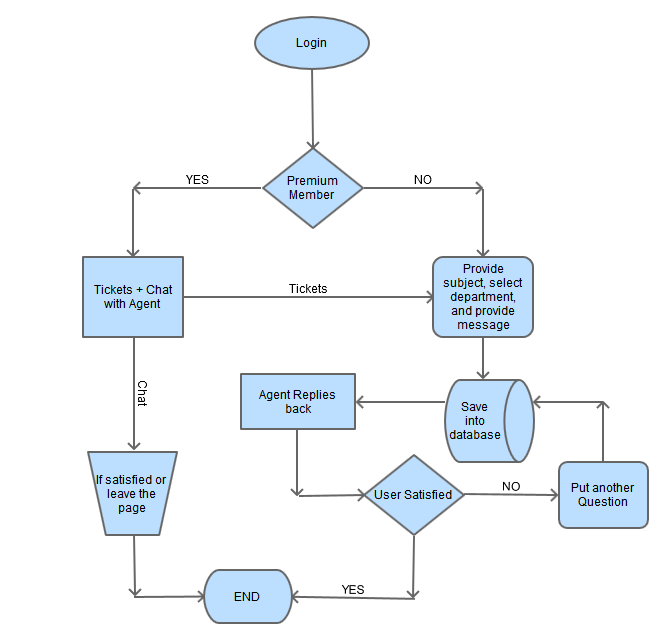 Login
Premium
Member
YES
NO
Tickets + Chat
with Agent
Tickets
Provide
subject, select
department,
and provide
message
Chat
Agent Replies
back
Save
into
database
If satisfied or
leave the
page
User Satisfied
NO
Put another
Question
END
YES